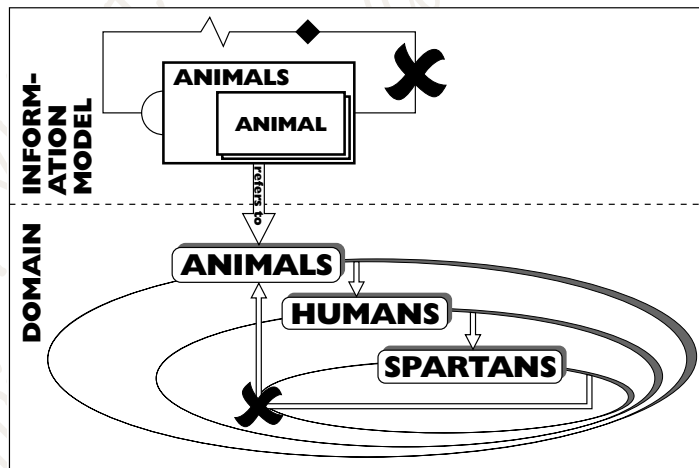 INFORM-
ATION
MODEL
ANIMALS
ANIMAL
refers to
DOMAIN
ANIMALS
HUMANS
SPARTANS